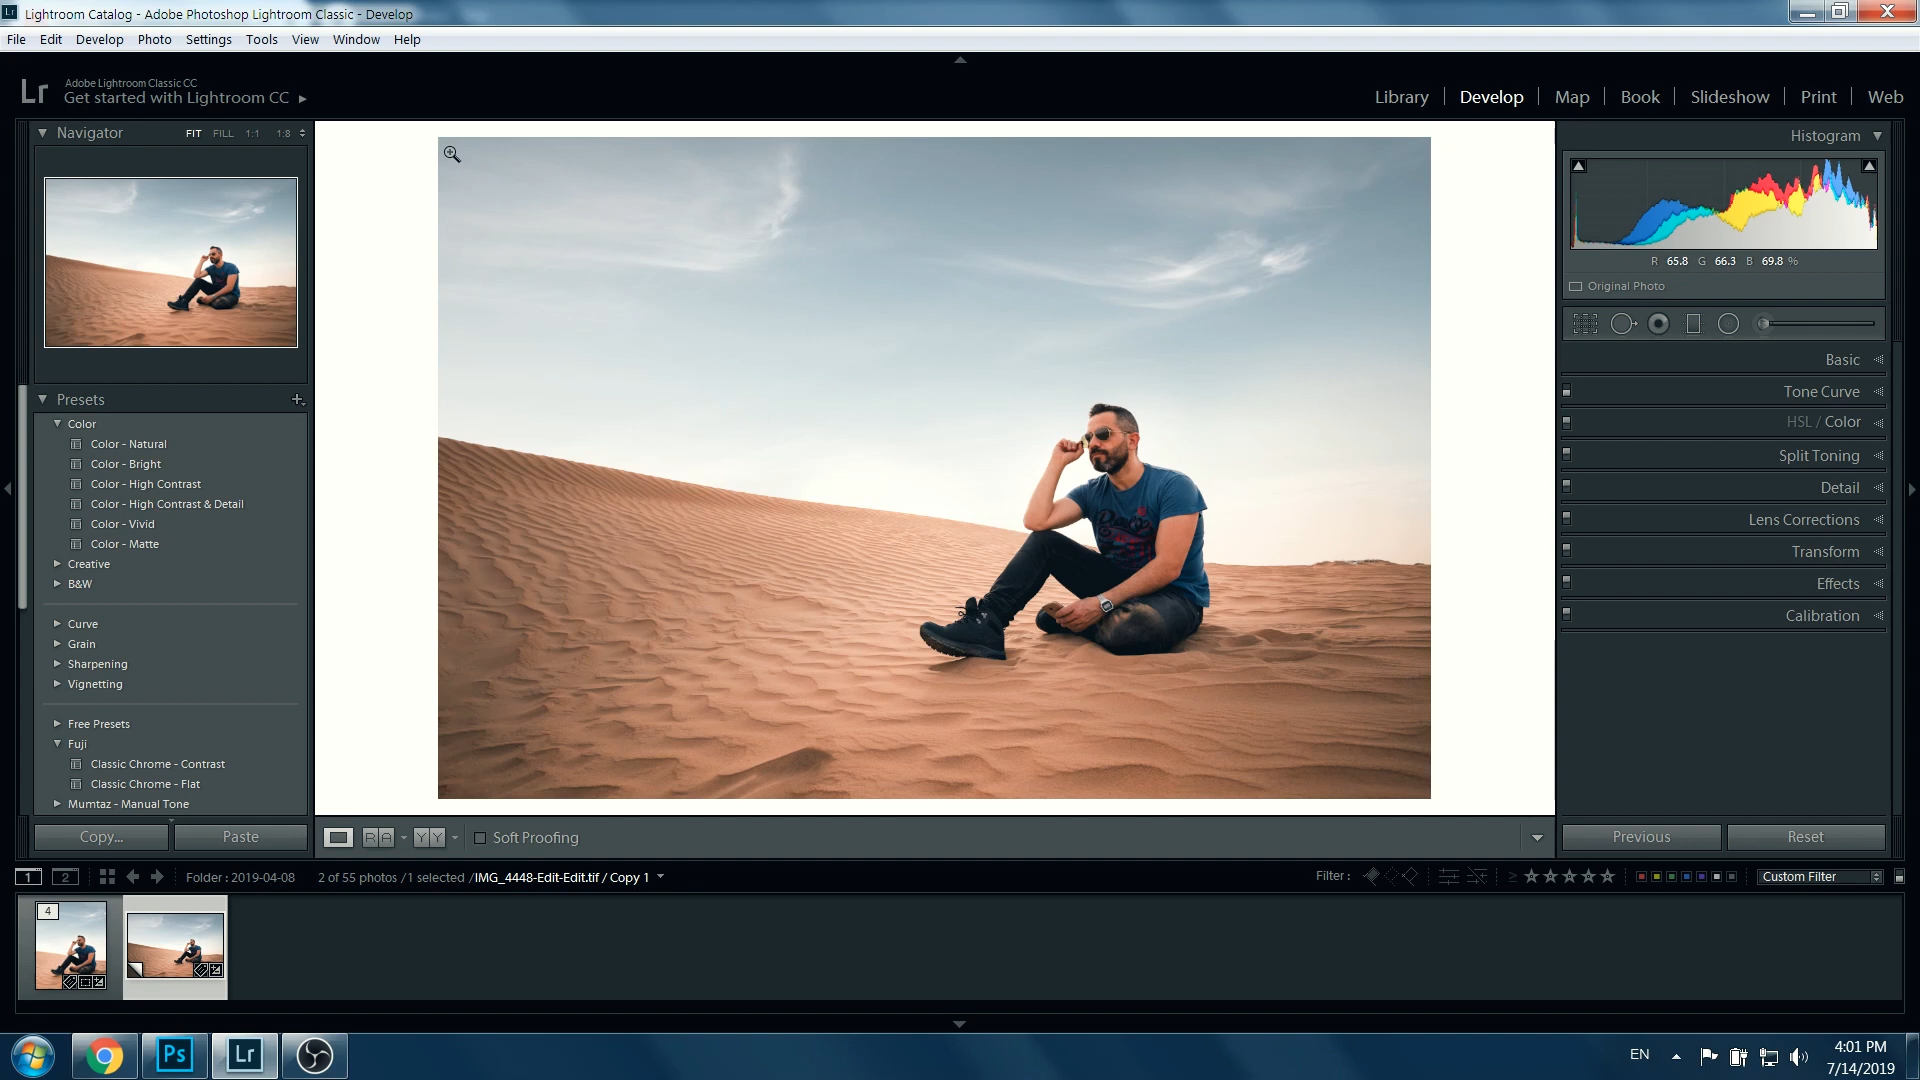 Lightroom Catalog - Adobe Photoshop Lightroom Classic - Develop
File Edit Develop Photo Settings Tools View Window Help
Lr
Adobe Lightroom Classic CC
Get started with Lightroom CC
Library Develop Map Book Slideshow Print Web
Navigator FIT FILL 1:1 1:8
Histogram
R 65.8 G 66.3 B 69.8 %
Original Photo
Basic
Tone Curve
HSL / Color
Split Toning
Detail
Lens Corrections
Transform
Effects
Calibration
Presets
Color
Color - Natural
Color - Bright
Color - High Contrast
Color - High Contrast & Detail
Color - Vivid
Color - Matte
Creative
B&W
Curve
Grain
Sharpening
Vignetting
Free Presets
Fuji
Classic Chrome - Contrast
Classic Chrome - Flat
Mumtaz - Manual Tone
Copy... Paste
R A Y Y Soft Proofing
Previous Reset
1 2 Folder : 2019-04-08 2 of 55 photos /1 selected /IMG_4448-Edit-Edit.tif / Copy 1
Filter : ≥ Custom Filter
4
Ps Lr
EN
4:01 PM
7/14/2019